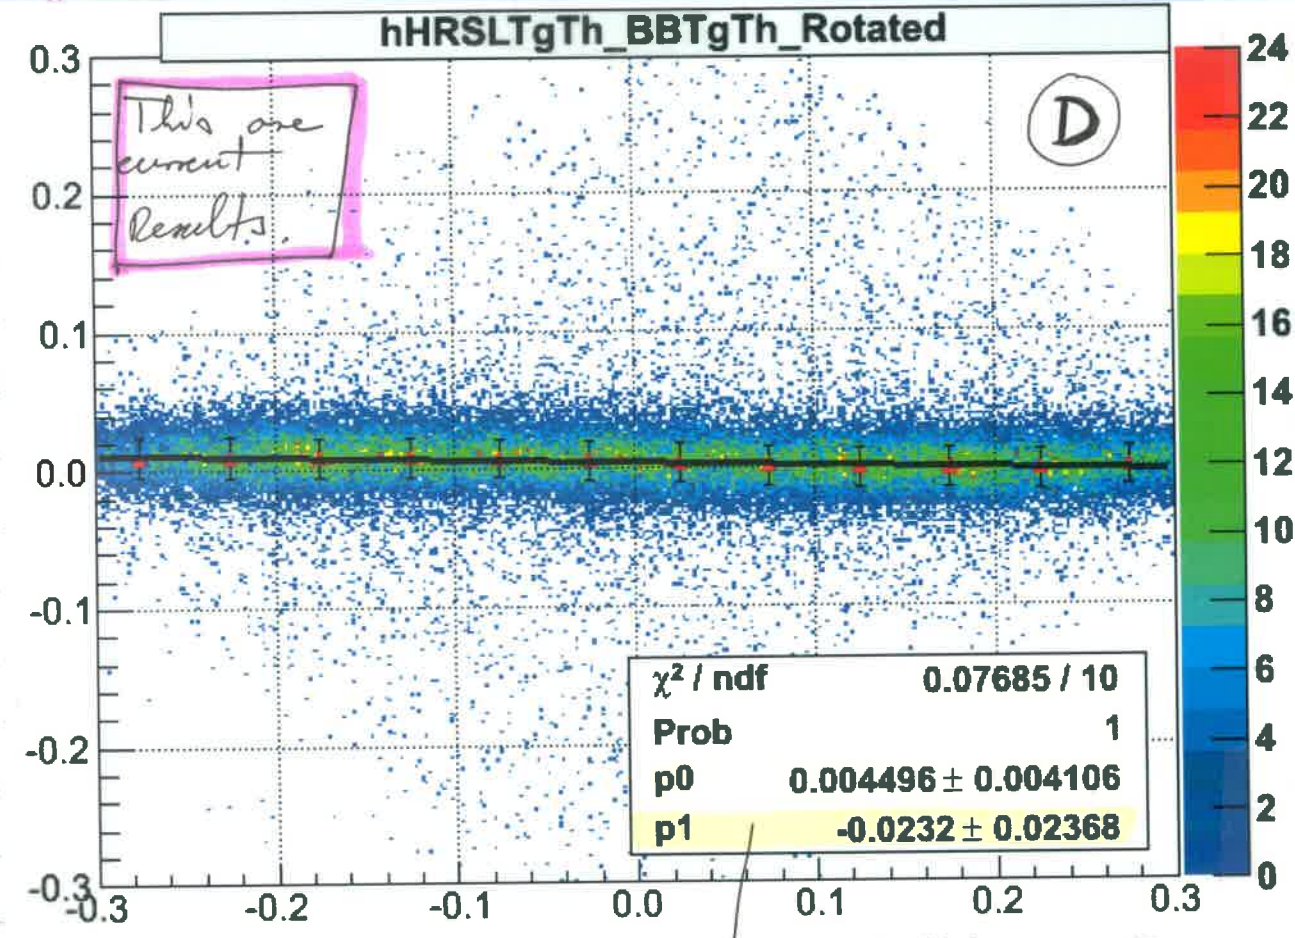 hHRSLTgTh_BBTgTh_Rotated
This are
current
Results.
D
0.3
0.2
0.1
0.0
-0.1
-0.2
-0.3
-0.3 -0.2 -0.1 0.0 0.1 0.2 0.3
24
22
20
18
16
14
12
10
8
6
4
2
0
χ² / ndf 0.07685 / 10
Prob 1
p0 0.004496 ± 0.004106
p1 -0.0232 ± 0.02368